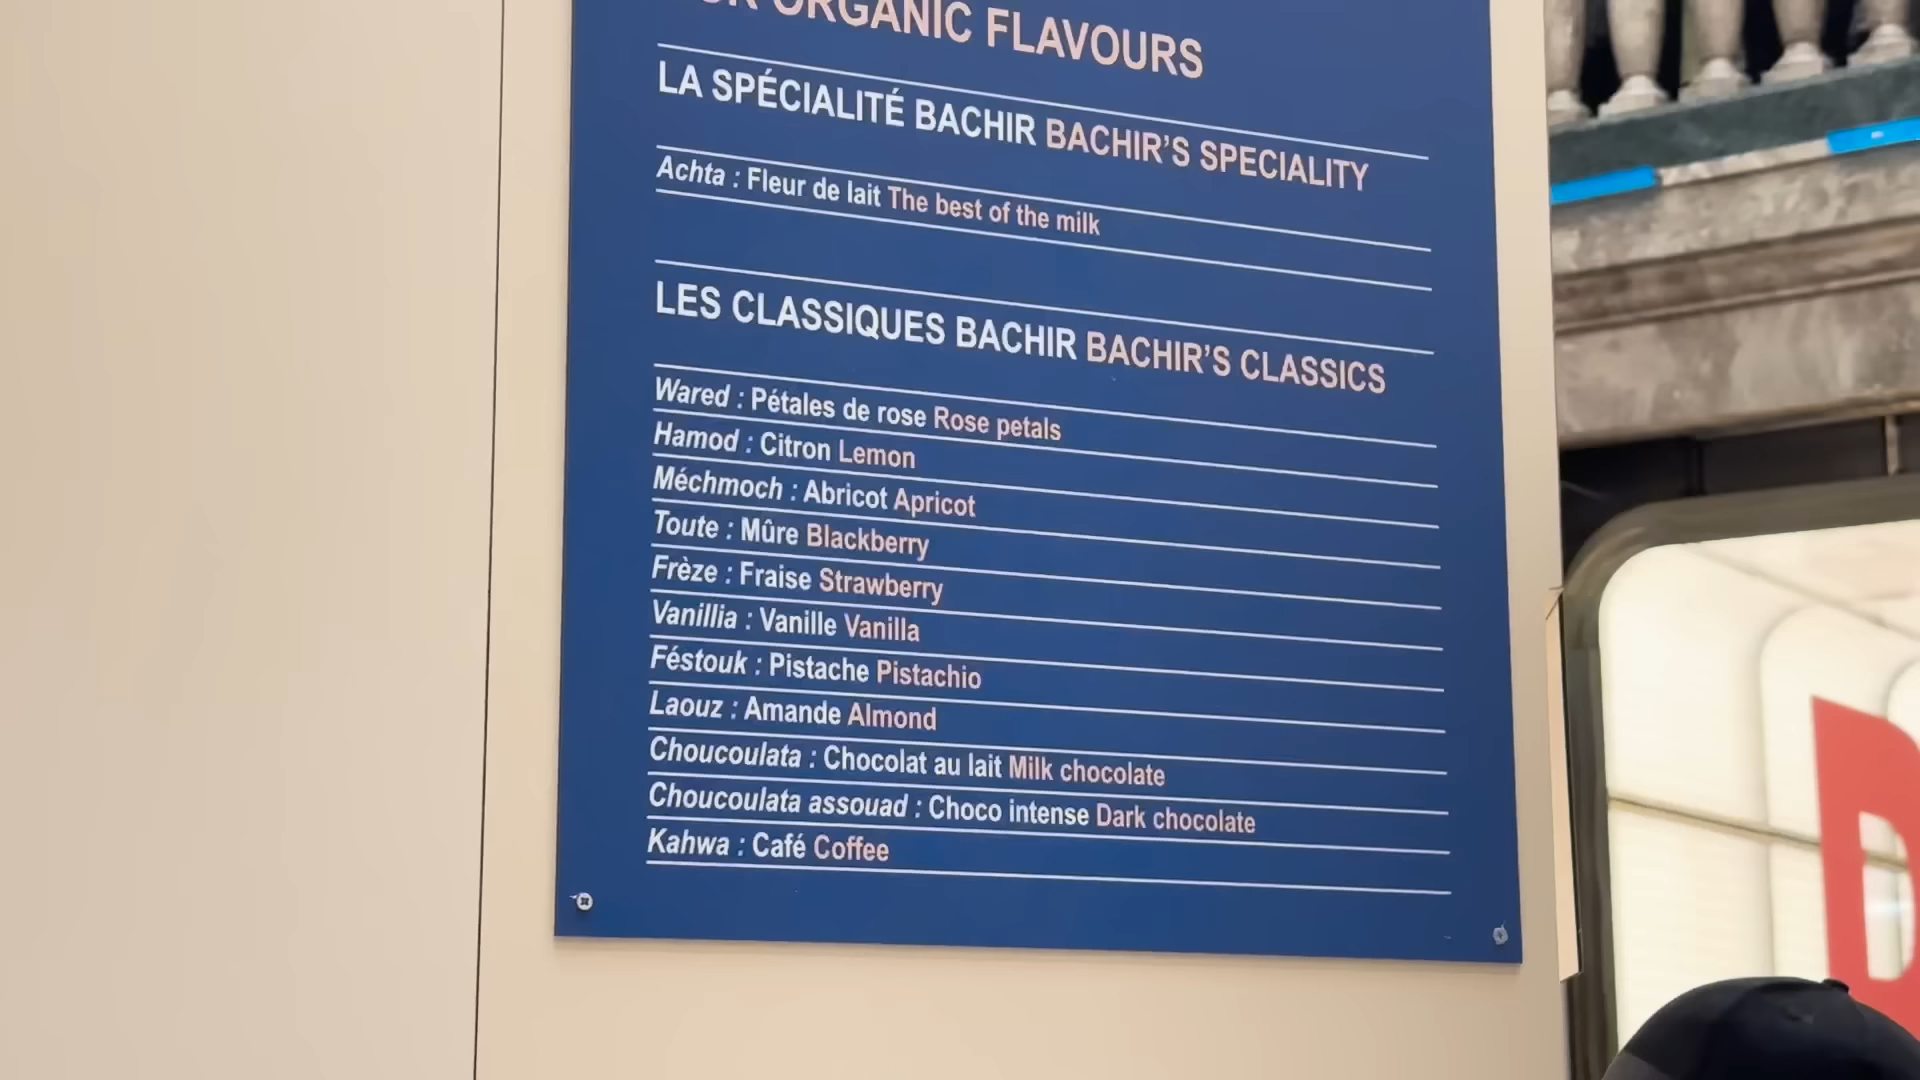 ORGANIC FLAVOURS
LA SPÉCIALITÉ BACHIR BACHIR'S SPECIALITY
Achta : Fleur de lait The best of the milk
LES CLASSIQUES BACHIR BACHIR'S CLASSICS
Wared : Pétales de rose Rose petals
Hamod : Citron Lemon
Méchmoch : Abricot Apricot
Toute : Mûre Blackberry
Frèze : Fraise Strawberry
Vanillia : Vanille Vanilla
Féstouk : Pistache Pistachio
Laouz : Amande Almond
Choucoulata : Chocolat au lait Milk chocolate
Choucoulata assouad : Choco intense Dark chocolate
Kahwa : Café Coffee